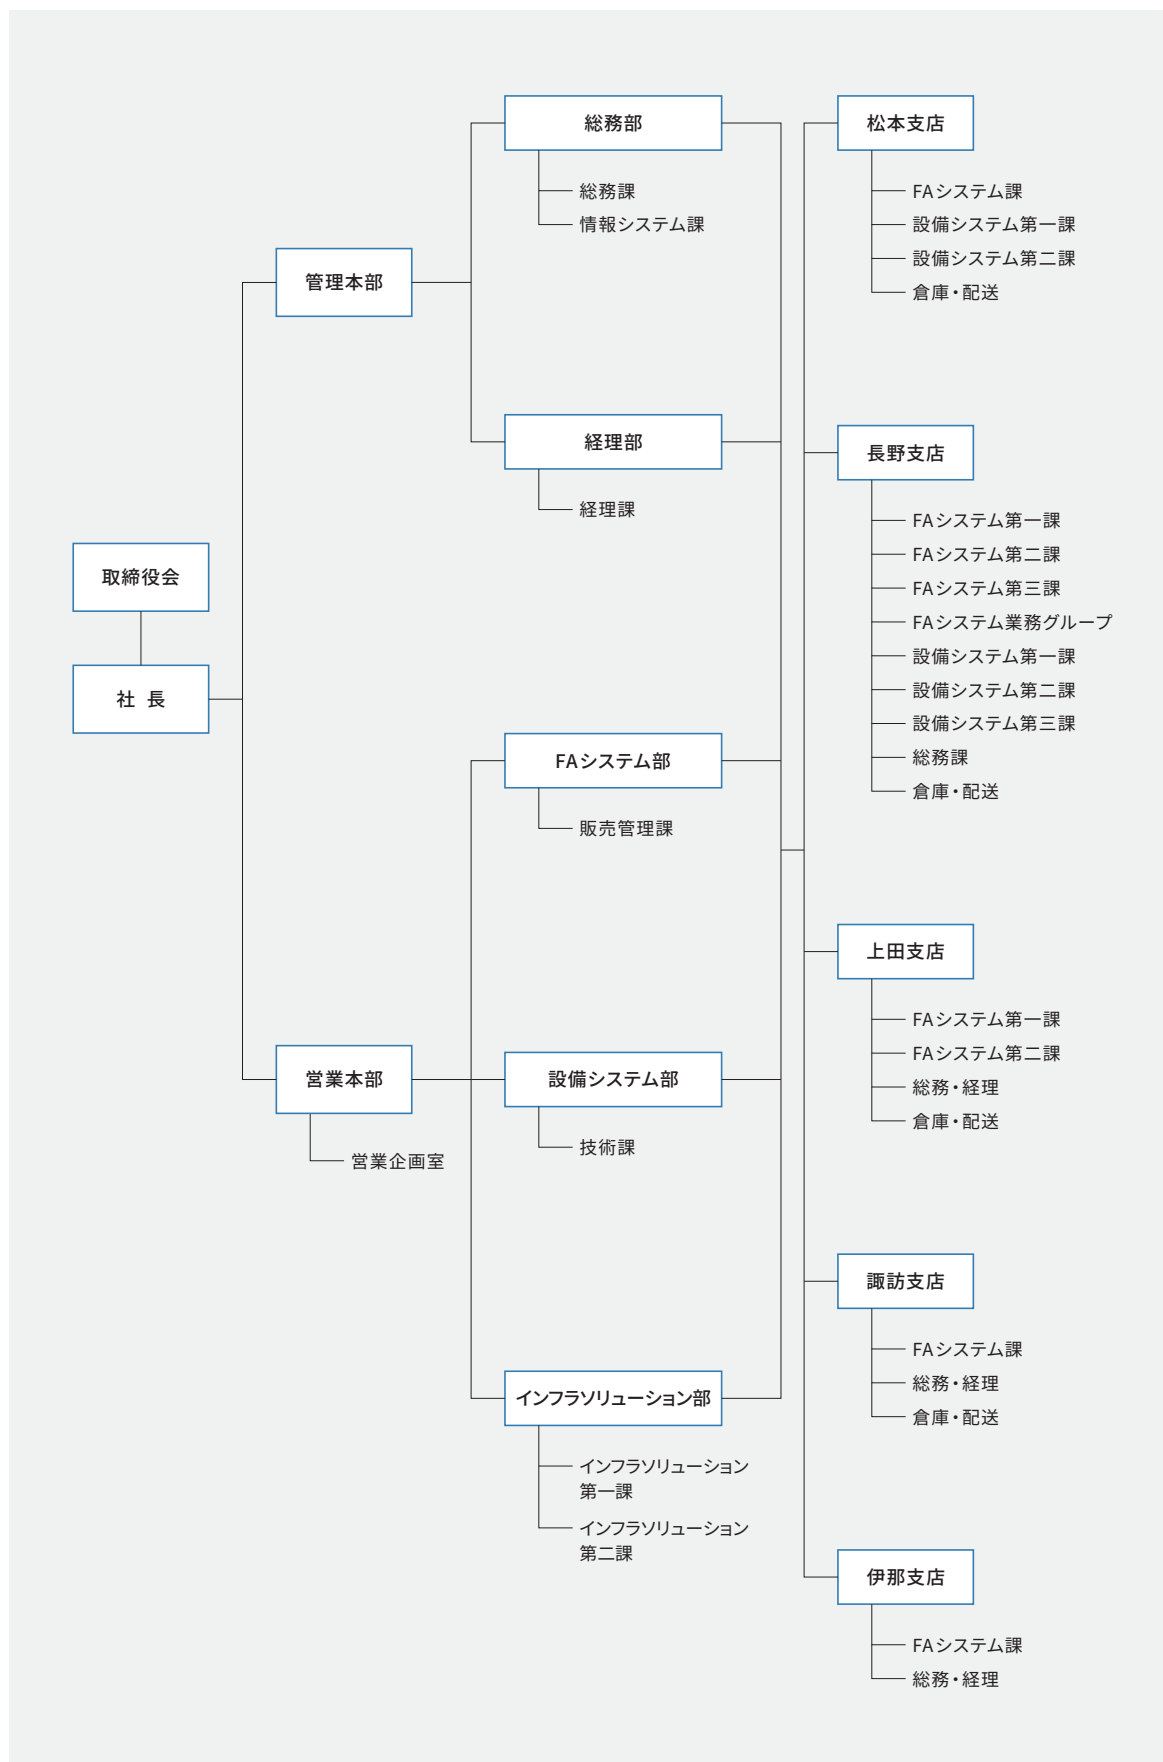 取締役会
社 長
管理本部
営業本部
営業企画室
総務部
総務課
情報システム課
経理部
経理課
FAシステム部
販売管理課
設備システム部
技術課
インフラソリューション部
インフラソリューション
第一課
インフラソリューション
第二課
松本支店
FAシステム課
設備システム第一課
設備システム第二課
倉庫・配送
長野支店
FAシステム第一課
FAシステム第二課
FAシステム第三課
FAシステム業務グループ
設備システム第一課
設備システム第二課
設備システム第三課
総務課
倉庫・配送
上田支店
FAシステム第一課
FAシステム第二課
総務・経理
倉庫・配送
諏訪支店
FAシステム課
総務・経理
倉庫・配送
伊那支店
FAシステム課
総務・経理